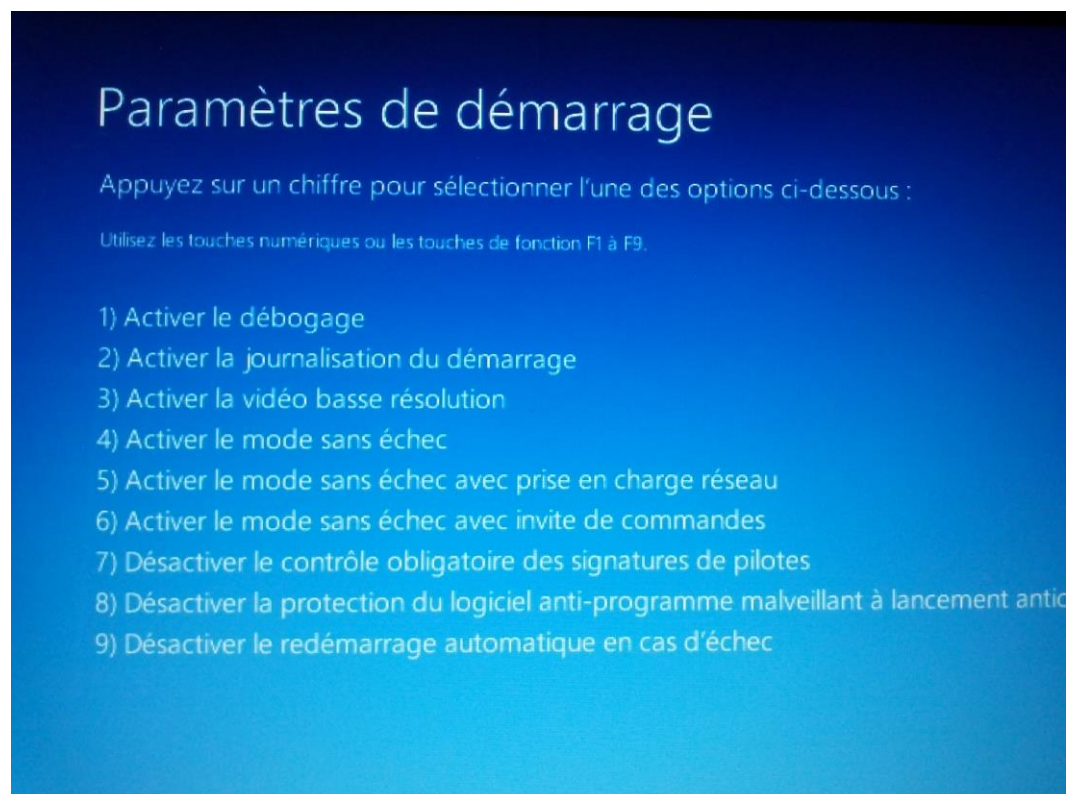 Paramètres de démarrage
Appuyez sur un chiffre pour sélectionner l'une des options ci-dessous :
Utilisez les touches numériques ou les touches de fonction F1 à F9.
1) Activer le débogage
2) Activer la journalisation du démarrage
3) Activer la vidéo basse résolution
4) Activer le mode sans échec
5) Activer le mode sans échec avec prise en charge réseau
6) Activer le mode sans échec avec invite de commandes
7) Désactiver le contrôle obligatoire des signatures de pilotes
8) Désactiver la protection du logiciel anti-programme malveillant à lancement
9) Désactiver le redémarrage automatique en cas d'échec